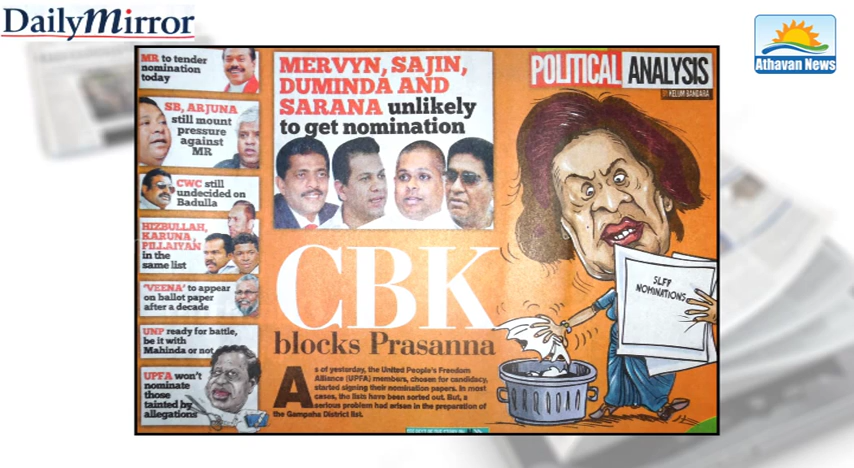 DailyMirror
Athavan News
MR to tender
nomination
today
SB, ARJUNA
still mount
pressure
against
MR
CWC still
undecided on
Badulla
HIZBULLAH,
KARUNA,
PILLAIYAN
in the
same list
'VEENA' to appear
on ballot paper
after a decade
UNP ready for battle,
be it with
Mahinda or not
UPFA won't
nominate
those
tainted by
allegations
MERVYN, SAJIN,
DUMINDA AND
SARANA unlikely
to get nomination
POLITICAL ANALYSIS
BY KELUM BANDARA
SLFP
NOMINATIONS
CBK
blocks Prasanna
As of yesterday, the United People's Freedom
Alliance (UPFA) members, chosen for candidacy,
started signing their nomination papers. In most
cases, the lists have been sorted out. But, a
serious problem had arisen in the preparation of
the Gampaha District list.